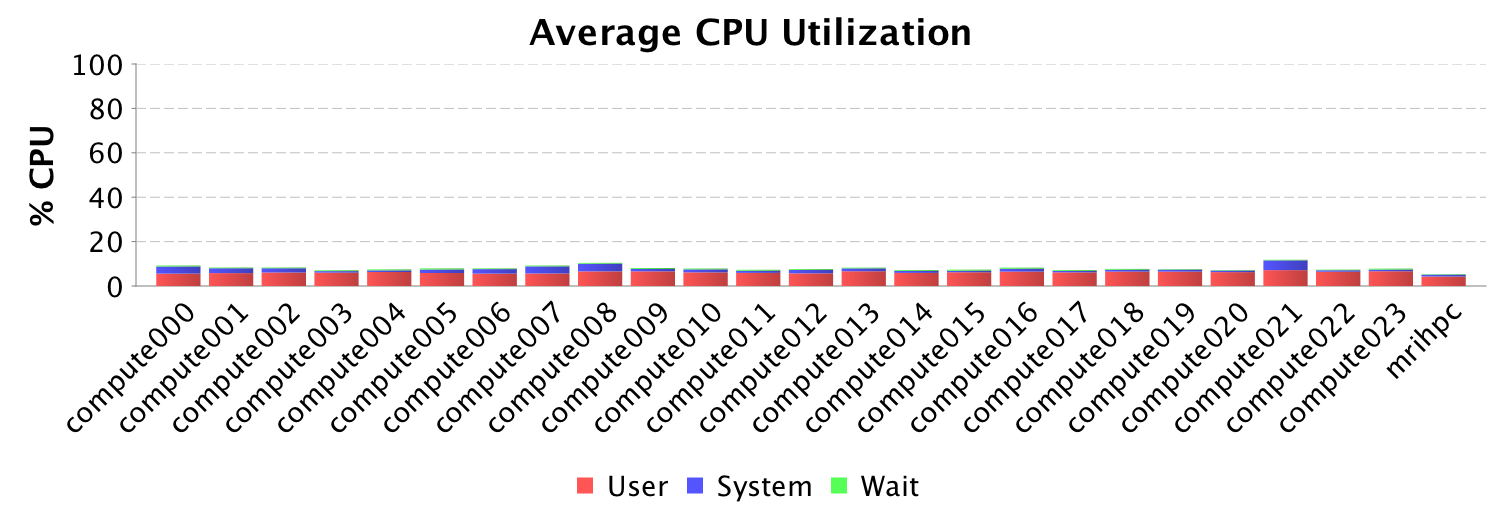 Average CPU Utilization
% CPU
100
80
60
40
20
0
compute000
compute001
compute002
compute003
compute004
compute005
compute006
compute007
compute008
compute009
compute010
compute011
compute012
compute013
compute014
compute015
compute016
compute017
compute018
compute019
compute020
compute021
compute022
compute023
mrihpc
User System Wait